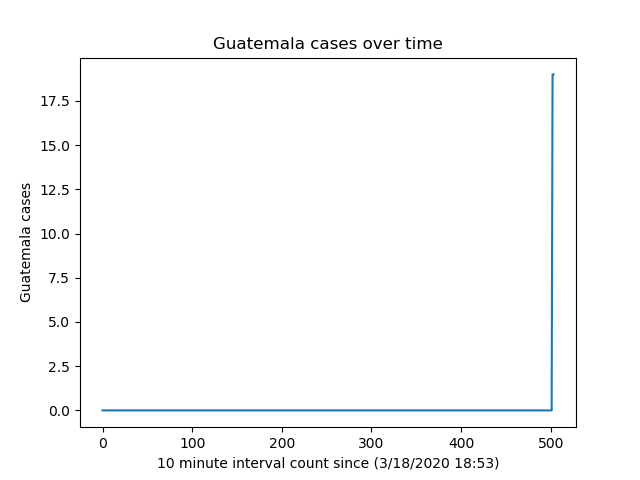 Guatemala cases over time
Guatemala cases
17.5
15.0
12.5
10.0
7.5
5.0
2.5
0.0
0 100 200 300 400 500
10 minute interval count since (3/18/2020 18:53)